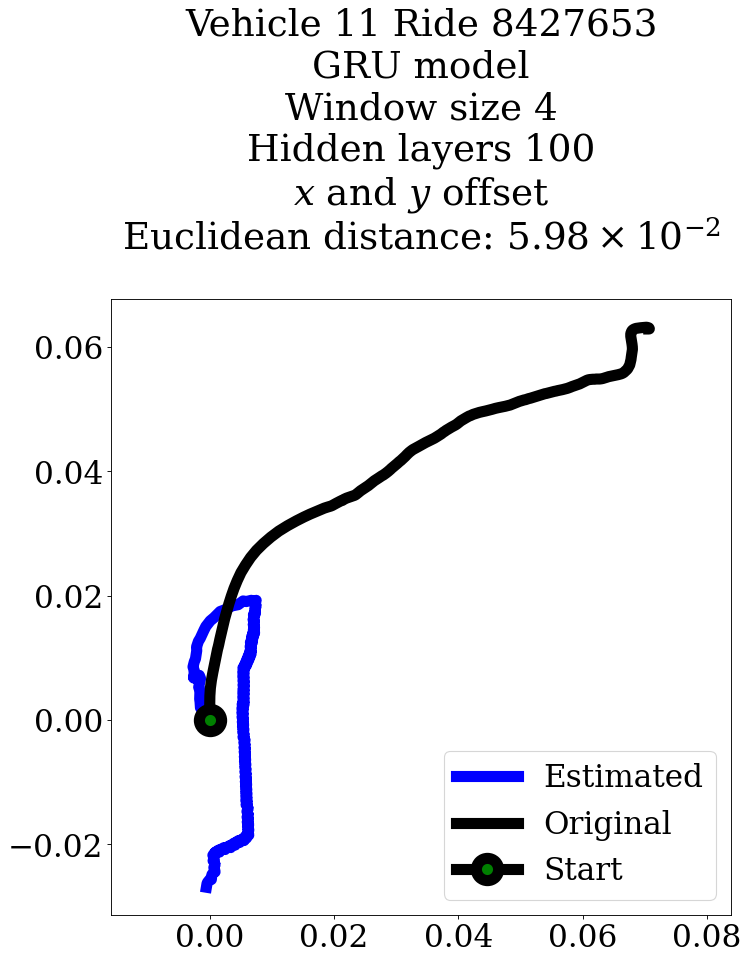 Vehicle 11 Ride 8427653
GRU model
Window size 4
Hidden layers 100
x and y offset
Euclidean distance: 5.98 × 10⁻²
0.06
0.04
0.02
0.00
−0.02
Estimated
Original
Start
0.00 0.02 0.04 0.06 0.08